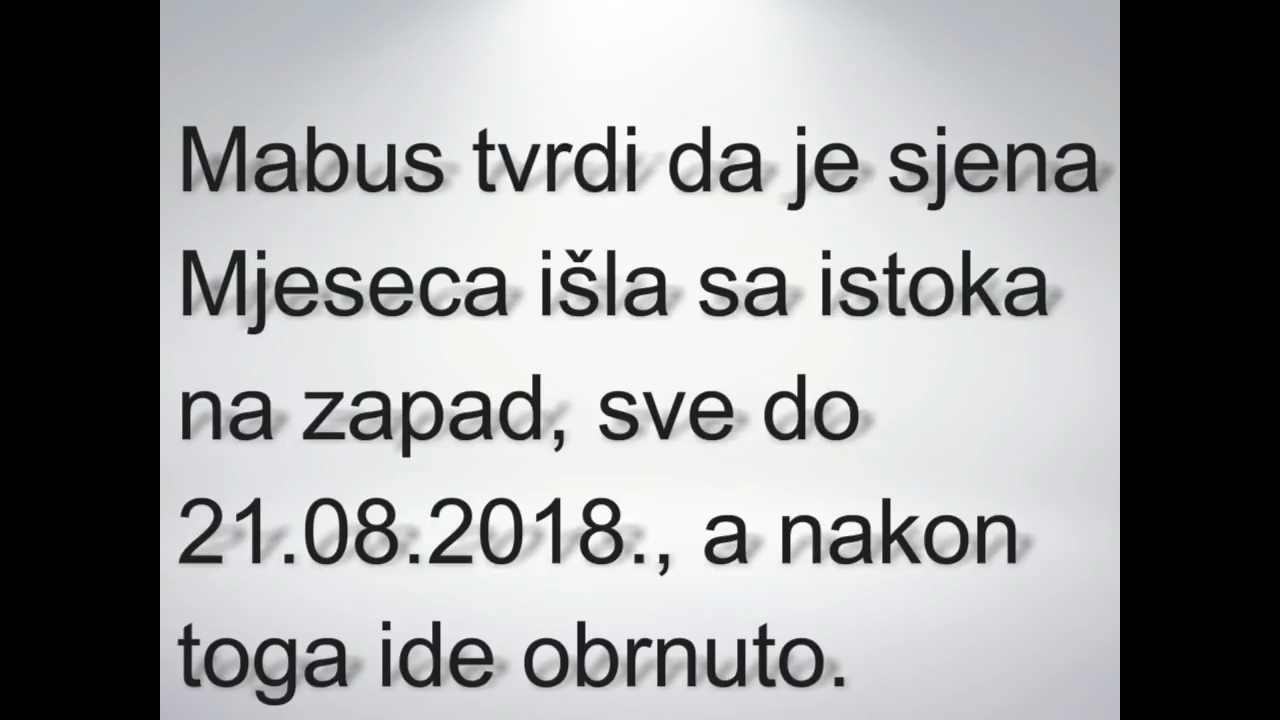 Mabus tvrdi da je sjena
Mjeseca išla sa istoka
na zapad, sve do
21.08.2018., a nakon
toga ide obrnuto.